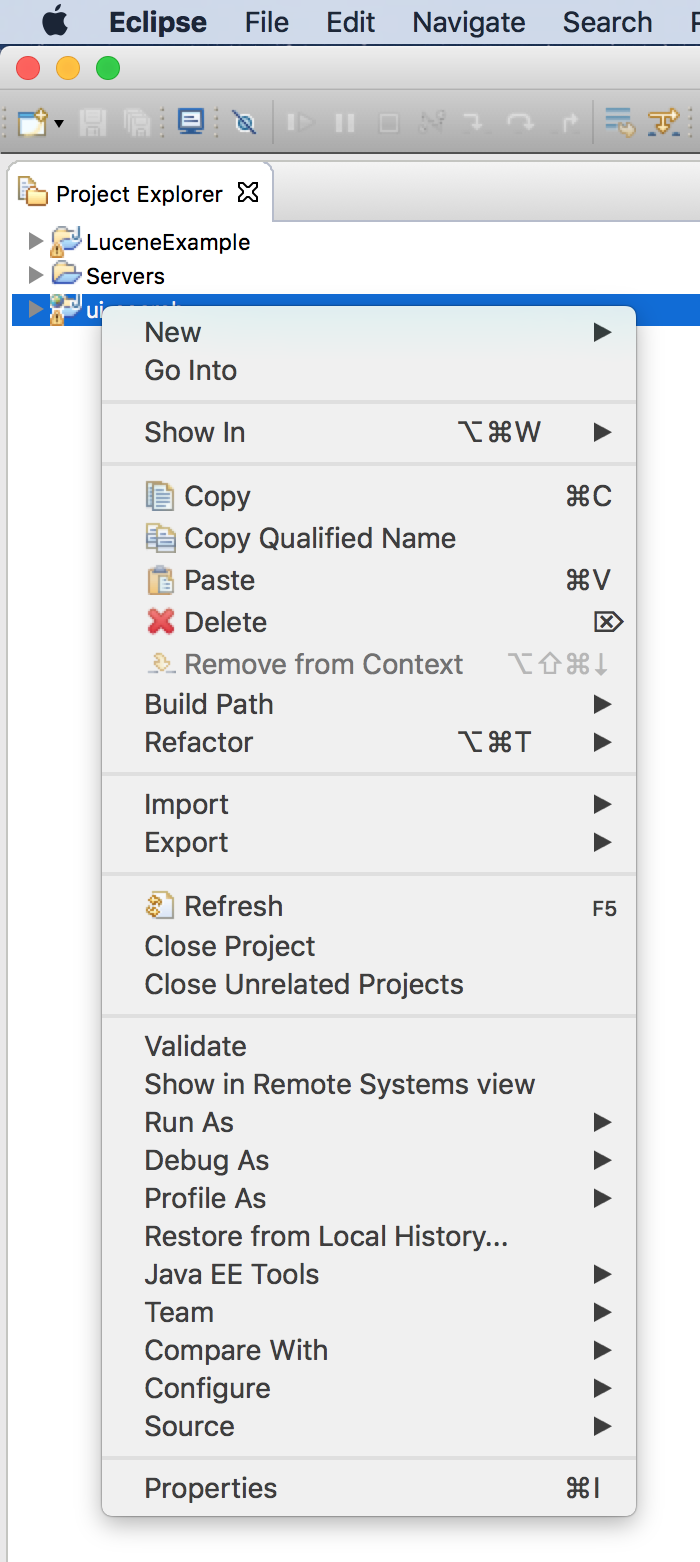 Eclipse File Edit Navigate Search
Project Explorer
LuceneExample
Servers
New
Go Into
Show In ⌥⌘W
Copy ⌘C
Copy Qualified Name
Paste ⌘V
Delete ⌦
Remove from Context ⌥⇧⌘↓
Build Path
Refactor ⌥⌘T
Import
Export
Refresh F5
Close Project
Close Unrelated Projects
Validate
Show in Remote Systems view
Run As
Debug As
Profile As
Restore from Local History...
Java EE Tools
Team
Compare With
Configure
Source
Properties ⌘I